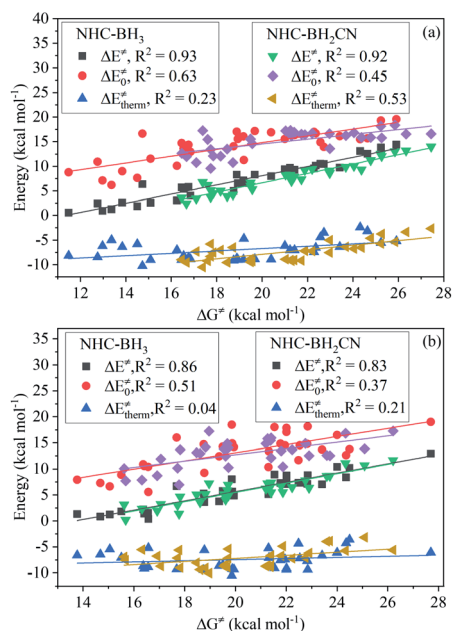 (a)
NHC-BH3
ΔE≠, R² = 0.93
ΔE≠0, R² = 0.63
ΔE≠therm, R² = 0.23
NHC-BH2CN
ΔE≠, R² = 0.92
ΔE≠0, R² = 0.45
ΔE≠therm, R² = 0.53
Energy (kcal mol⁻¹)
40
35
30
25
20
15
10
5
0
-5
-10
12 14 16 18 20 22 24 26 28
ΔG≠ (kcal mol⁻¹)
(b)
NHC-BH3
ΔE≠,R² = 0.86
ΔE≠0,R² = 0.51
ΔE≠therm,R² = 0.04
NHC-BH2CN
ΔE≠,R² = 0.83
ΔE≠0,R² = 0.37
ΔE≠therm,R² = 0.21
Energy (kcal mol⁻¹)
35
30
25
20
15
10
5
0
-5
-10
14 16 18 20 22 24 26 28
ΔG≠ (kcal mol⁻¹)